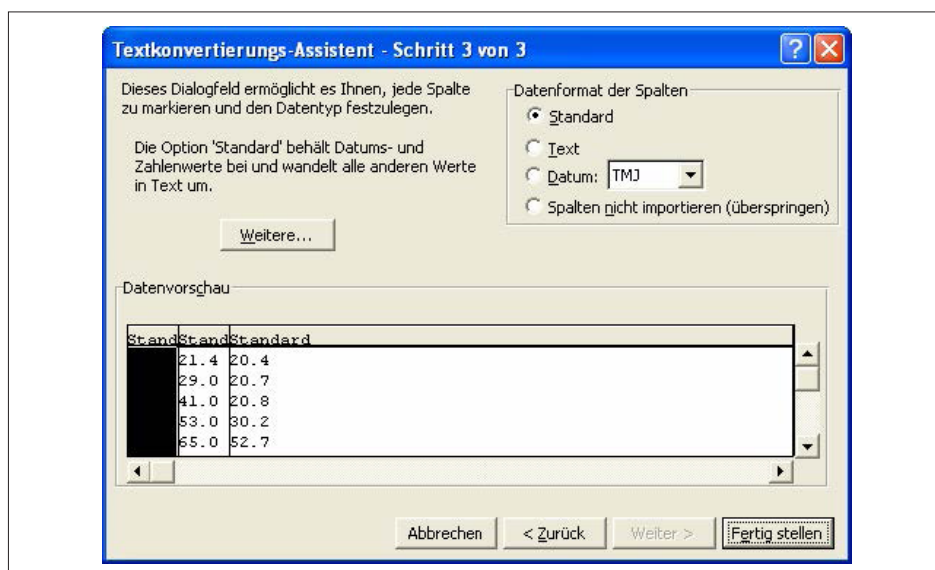 Textkonvertierungs-Assistent - Schritt 3 von 3
Dieses Dialogfeld ermöglicht es Ihnen, jede Spalte
zu markieren und den Datentyp festzulegen.
Die Option 'Standard' behält Datums- und
Zahlenwerte bei und wandelt alle anderen Werte
in Text um.
Weitere...
Datenformat der Spalten
Standard
Text
Datum: TMJ
Spalten nicht importieren (überspringen)
Datenvorschau
StandStandStandard
21.4 20.4
29.0 20.7
41.0 20.8
53.0 30.2
65.0 52.7
Abbrechen < Zurück Weiter > Fertig stellen